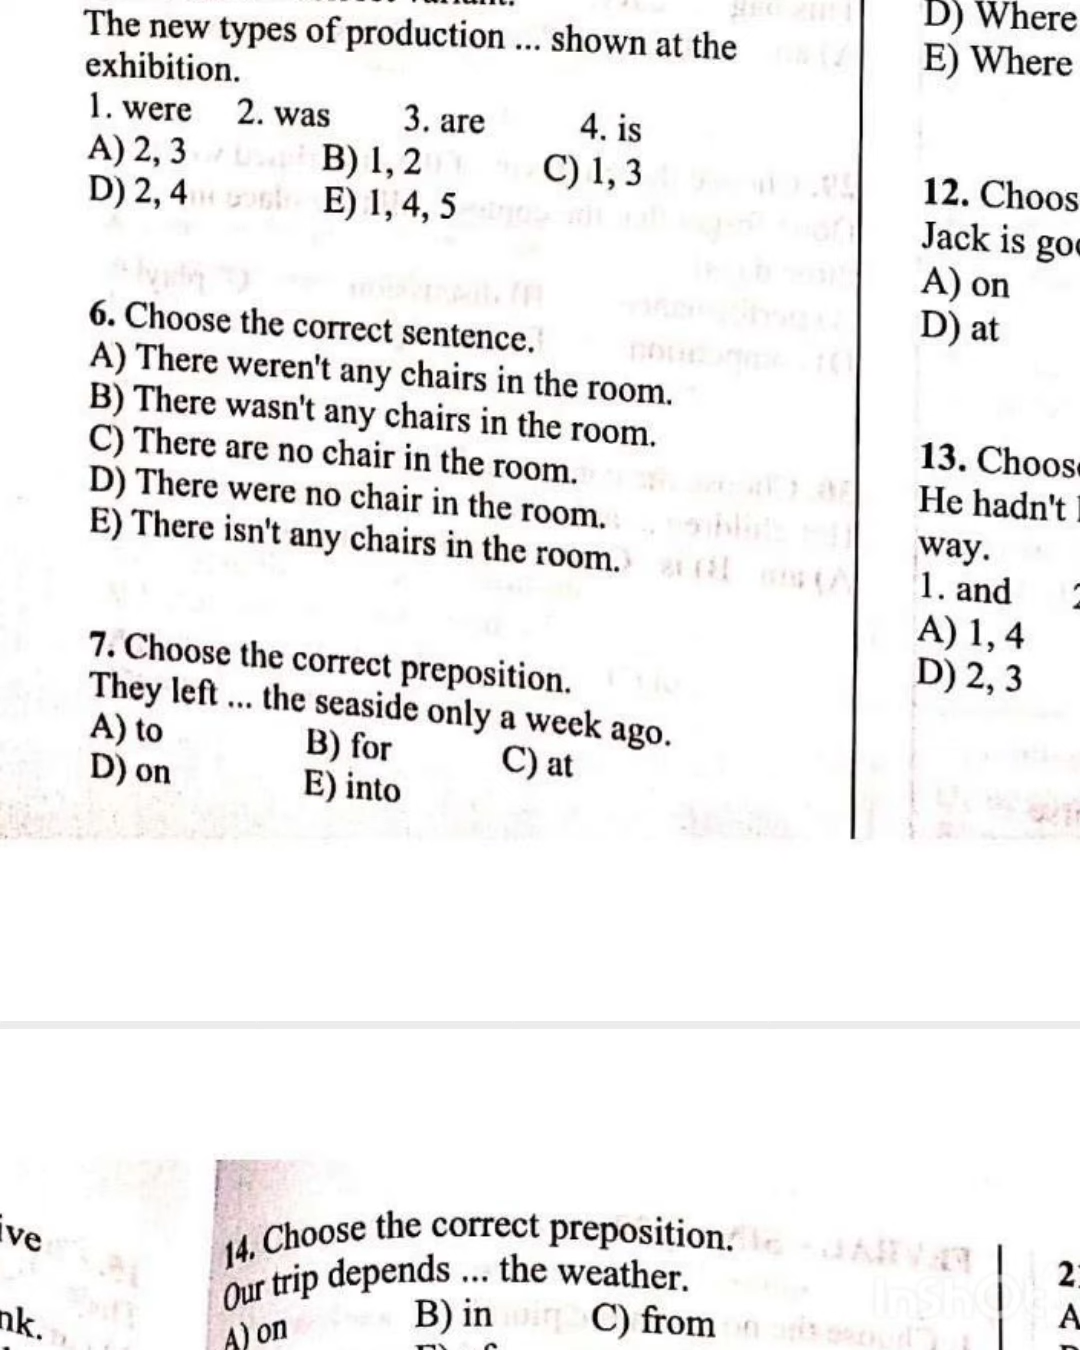 The new types of production ... shown at the
exhibition.
1. were 2. was 3. are 4. is
A) 2, 3 B) 1, 2 C) 1, 3
D) 2, 4 E) 1, 4, 5
6. Choose the correct sentence.
A) There weren't any chairs in the room.
B) There wasn't any chairs in the room.
C) There are no chair in the room.
D) There were no chair in the room.
E) There isn't any chairs in the room.
7. Choose the correct preposition.
They left ... the seaside only a week ago.
A) to B) for C) at
D) on E) into
D) Where
E) Where
12. Choos
Jack is go
A) on
D) at
13. Choos
He hadn't
way.
1. and
A) 1, 4
D) 2, 3
ive
nk.
14. Choose the correct preposition.
Our trip depends ... the weather.
A) on B) in C) from
2
A
InShO